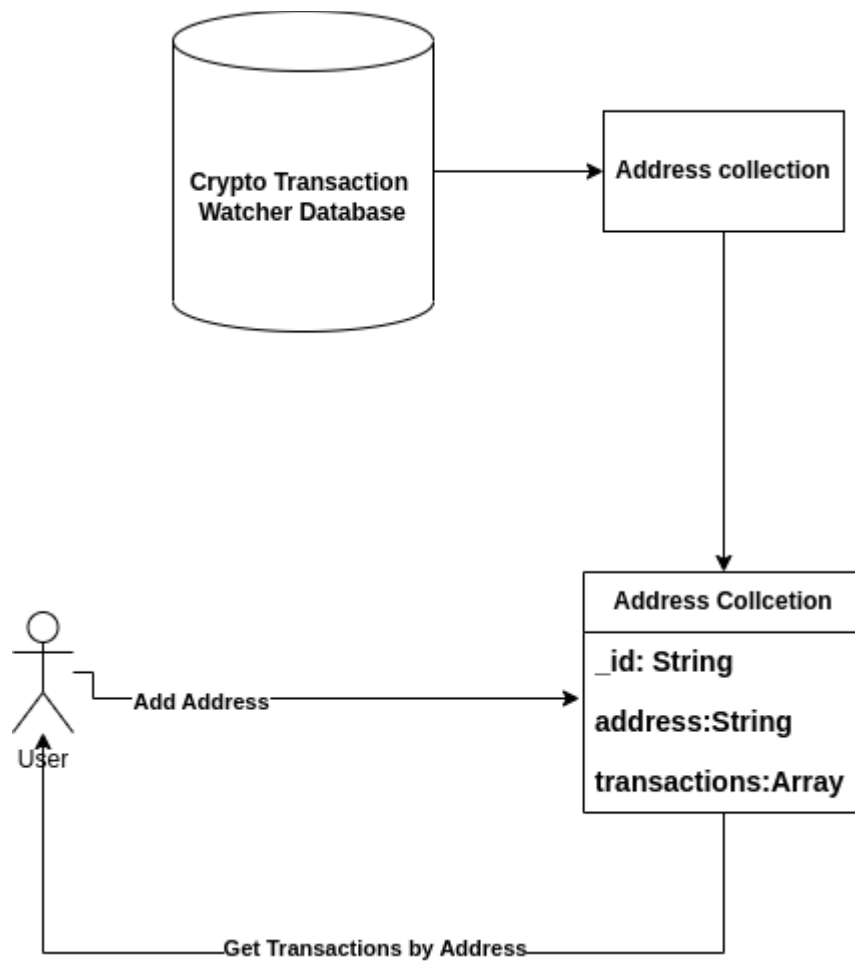 Crypto Transaction
Watcher Database
Address collection
Address Collcetion
_id: String
address:String
transactions:Array
Add Address
User
Get Transactions by Address